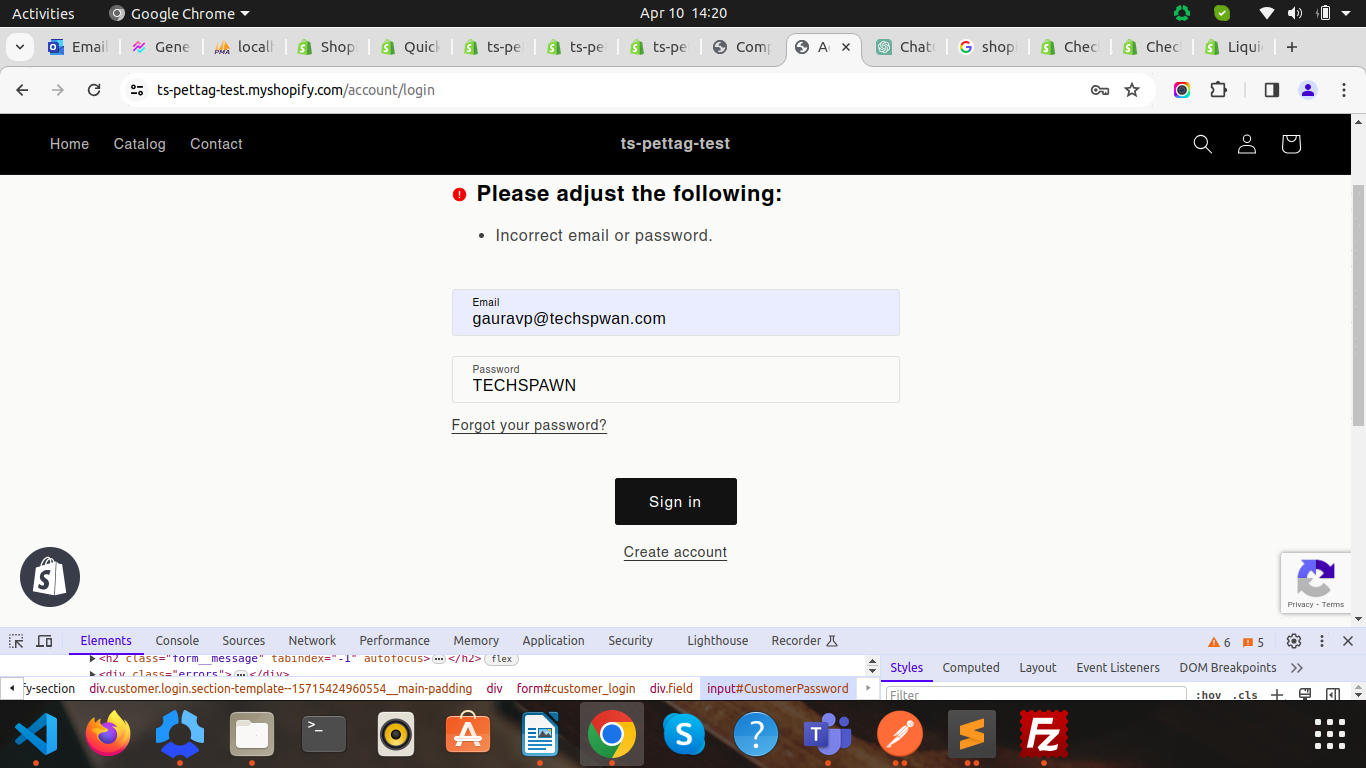 Activities
Google Chrome
Apr 10 14:20
Email
Gene
locall
Shop
Quick
ts-pe
ts-pe
ts-pe
Comp
A
Chat
shop
Chec
Chec
Liqui
ts-pettag-test.myshopify.com/account/login
Home
Catalog
Contact
ts-pettag-test
Please adjust the following:
• Incorrect email or password.
Email
gauravp@techspwan.com
Password
TECHSPAWN
Forgot your password?
Sign in
Create account
Privacy - Terms
Elements Console Sources Network Performance Memory Application Security Lighthouse Recorder
6 5
<h2 class="form__message" tabindex="-1" autofocus>…</h2> flex
<div class="errors">…</div>
fy-section div.customer.login.section-template--15715424960554__main-padding div form#customer_login div.field input#CustomerPassword
Styles Computed Layout Event Listeners DOM Breakpoints
Filter :hov .cls